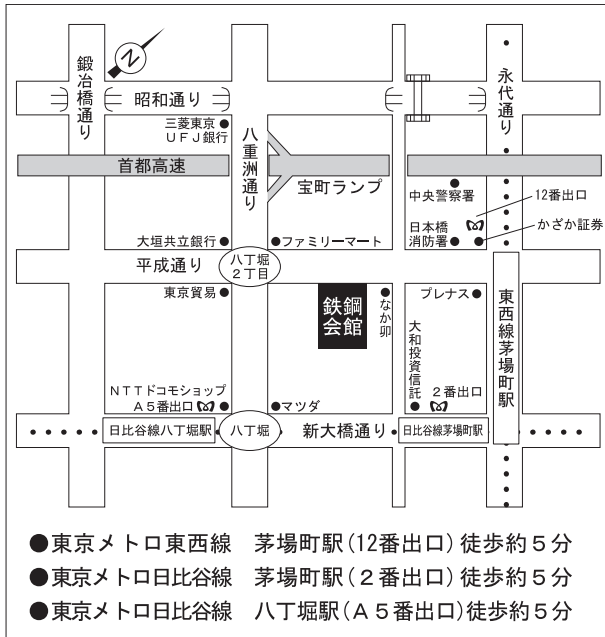 鍛冶橋通り
N
昭和通り
永代通り
三菱東京
UFJ銀行
八重洲通り
首都高速
宝町ランプ
中央警察署
12番出口
日本橋
消防署
かざか証券
大垣共立銀行
ファミリーマート
平成通り
八丁堀
2丁目
東京貿易
鉄鋼
会館
なか卯
プレナス
東西線茅場町駅
大和投資信託
NTTドコモショップ
A5番出口
マツダ
2番出口
日比谷線八丁堀駅
八丁堀
新大橋通り
日比谷線茅場町駅
●東京メトロ東西線 茅場町駅(12番出口)徒歩約5分
●東京メトロ日比谷線 茅場町駅(2番出口)徒歩約5分
●東京メトロ日比谷線 八丁堀駅(A5番出口)徒歩約5分